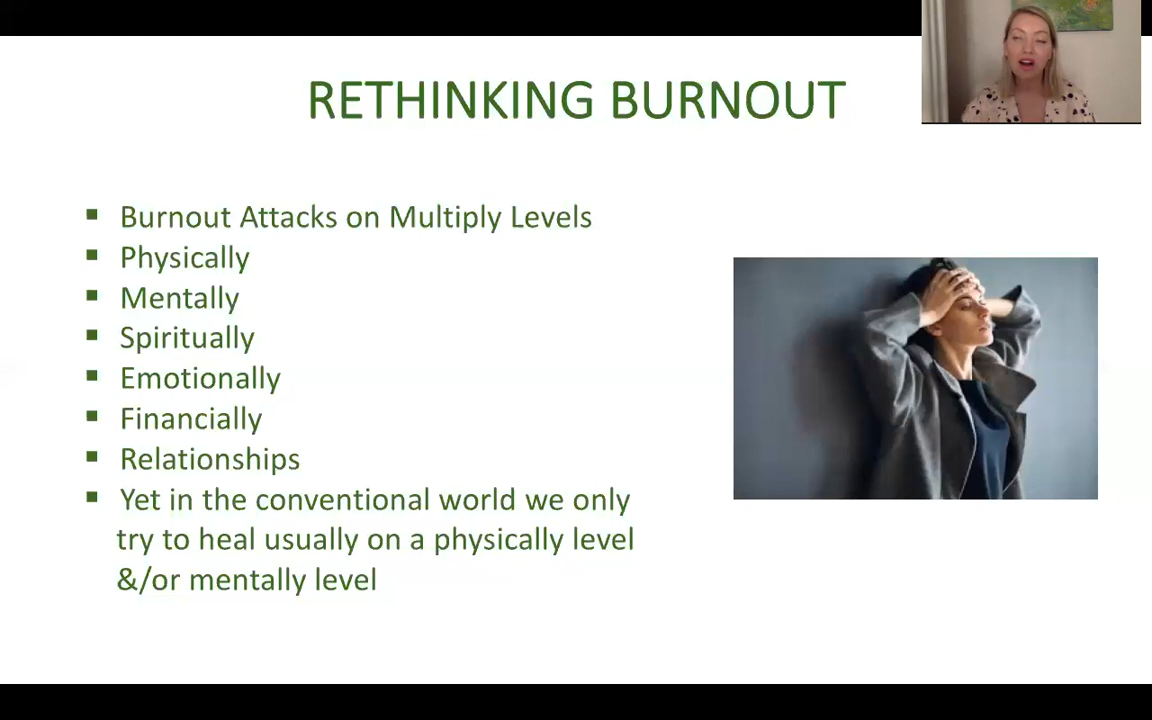 RETHINKING BURNOUT
▪ Burnout Attacks on Multiply Levels
▪ Physically
▪ Mentally
▪ Spiritually
▪ Emotionally
▪ Financially
▪ Relationships
▪ Yet in the conventional world we only
try to heal usually on a physically level
&/or mentally level